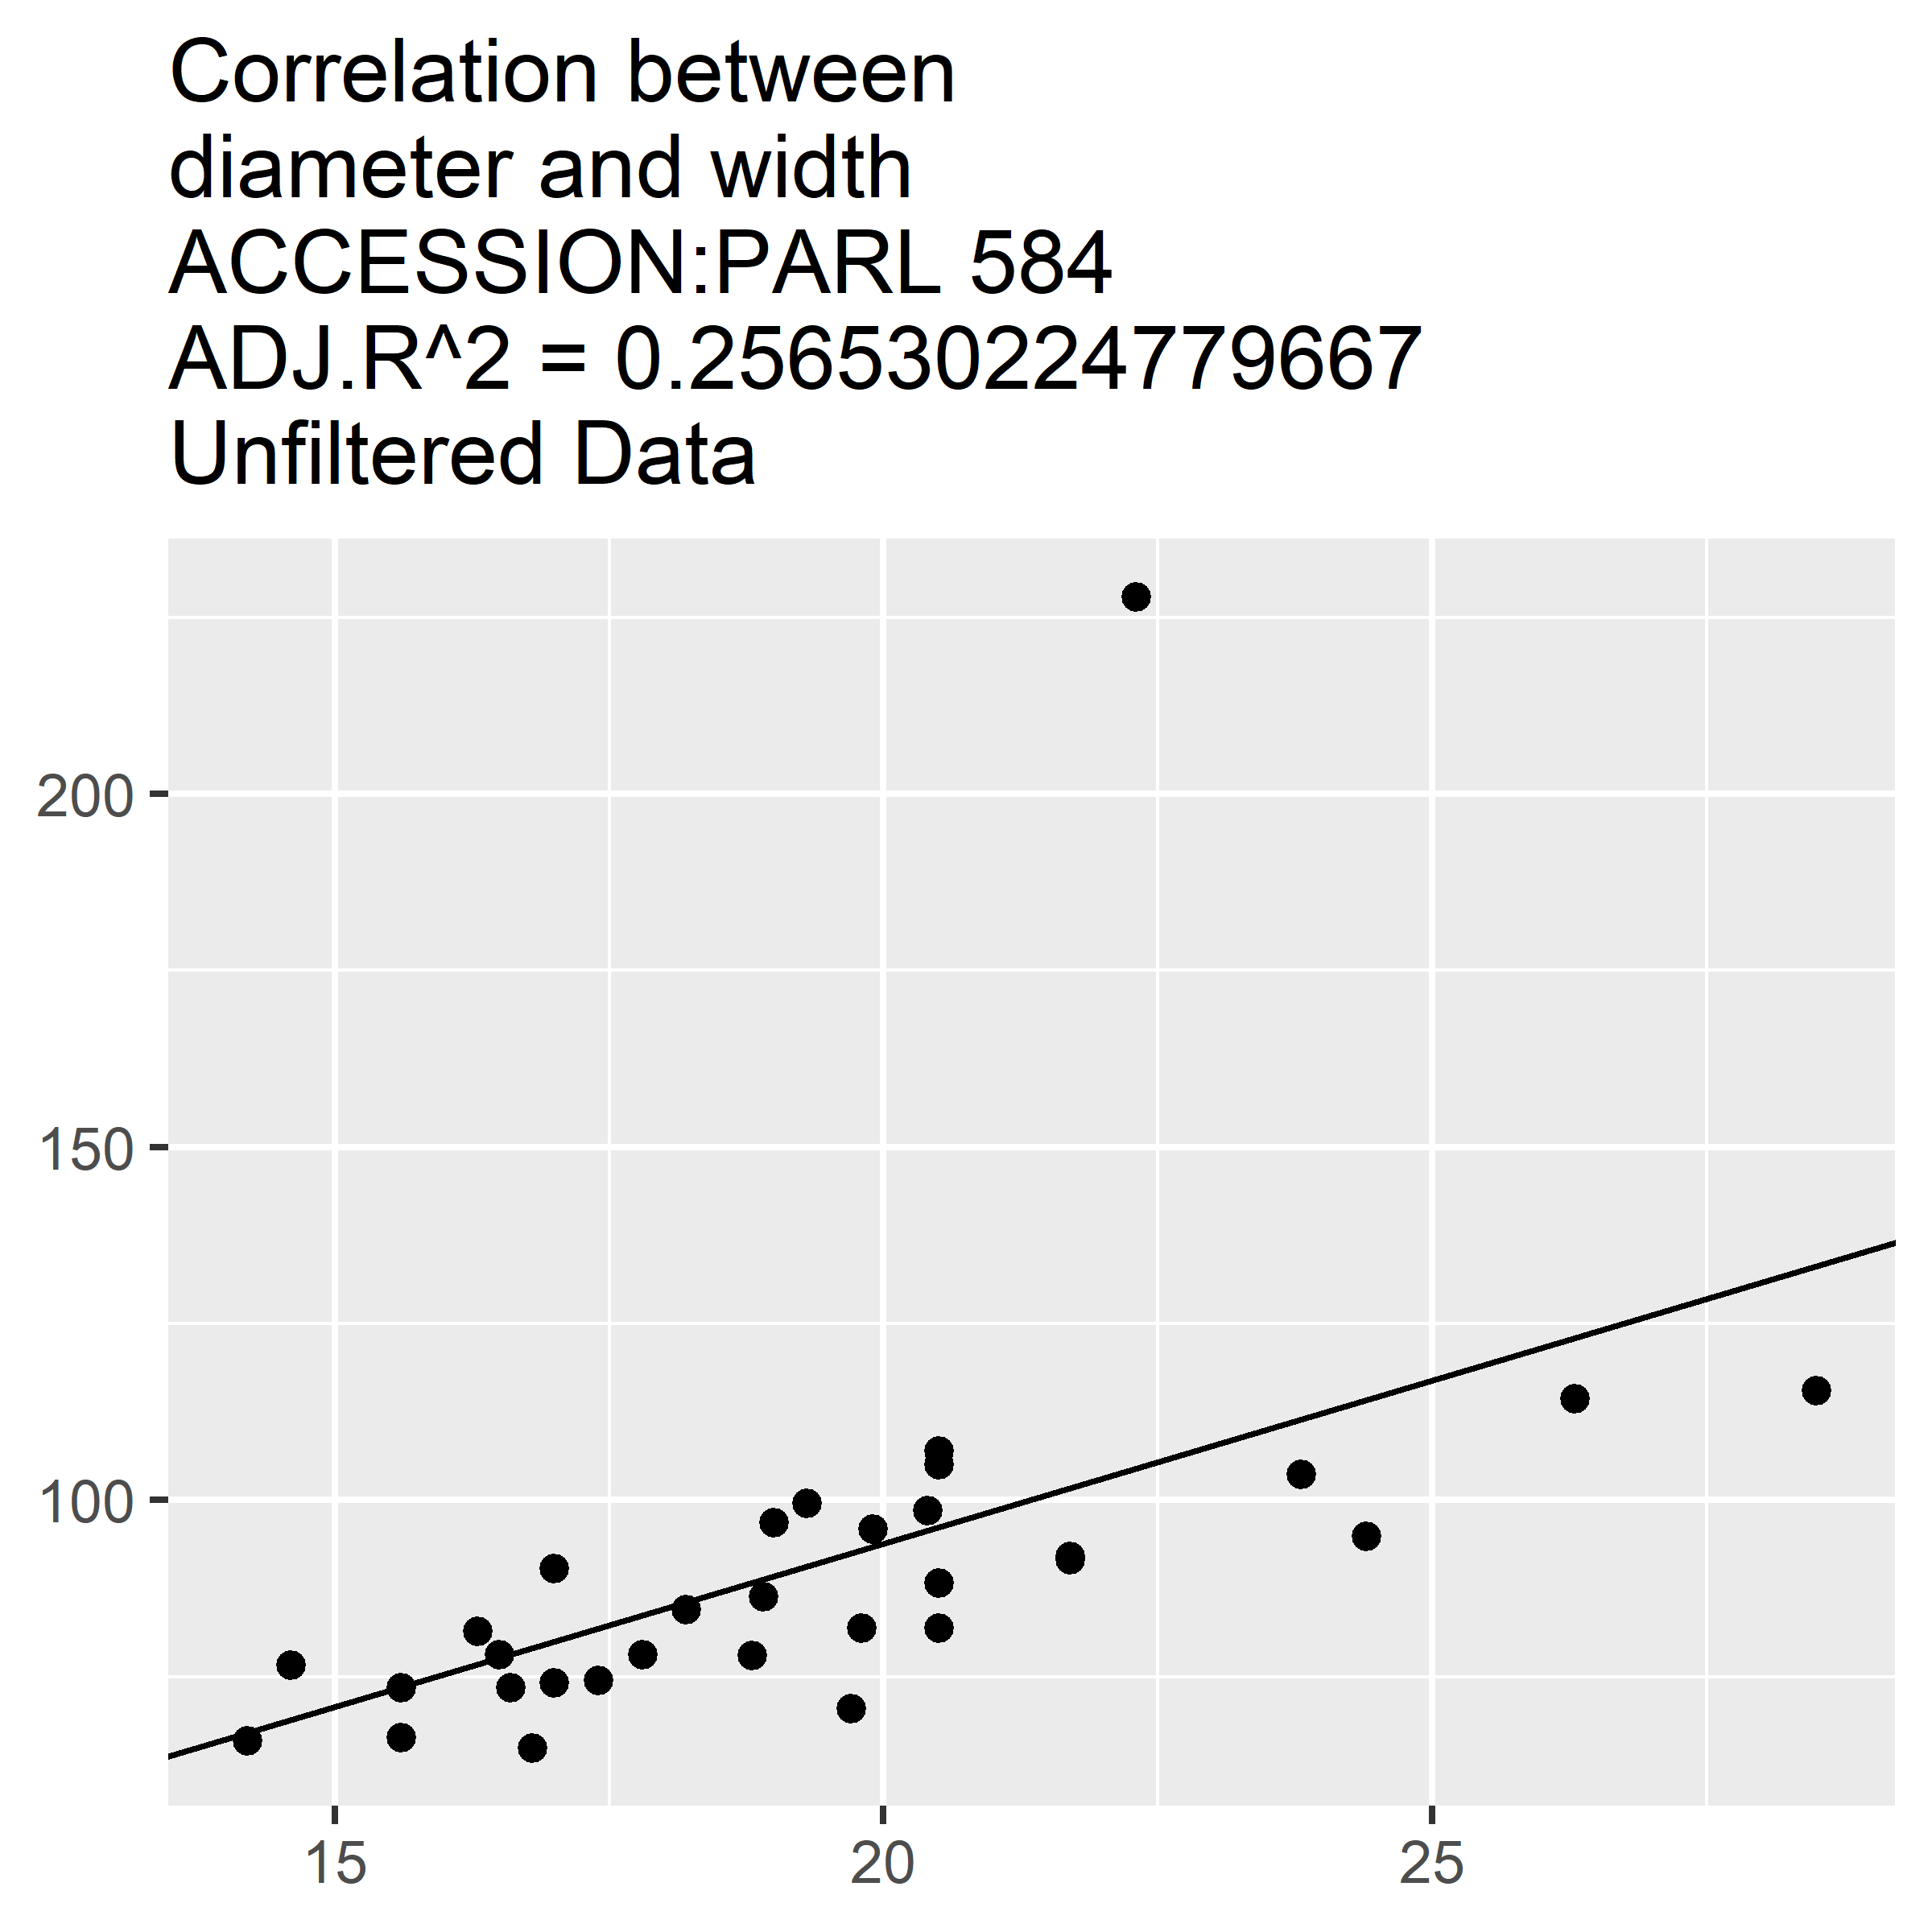 Correlation between
diameter and width
ACCESSION:PARL 584
ADJ.R^2 = 0.256530224779667
Unfiltered Data
200
150
100
15 20 25